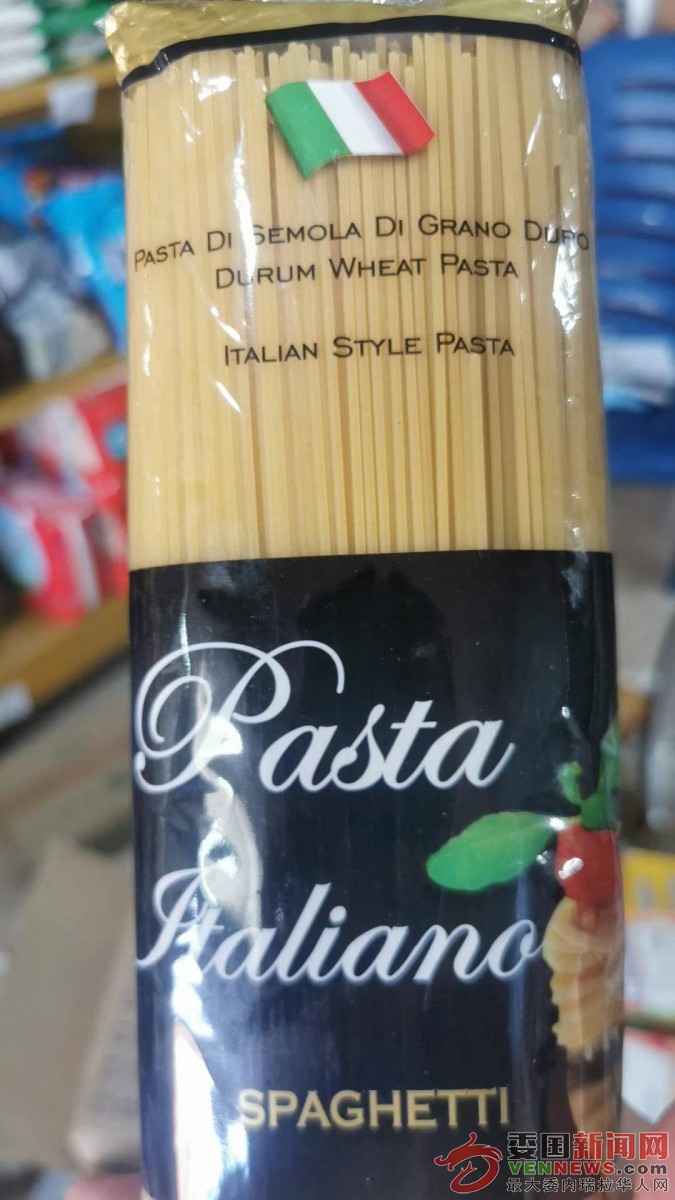 PASTA DI SEMOLA DI GRANO DURO
DURUM WHEAT PASTA
ITALIAN STYLE PASTA
Pasta
Italiano
SPAGHETTI
委国新闻网
VENNEWS.com
最大委内瑞拉华人网